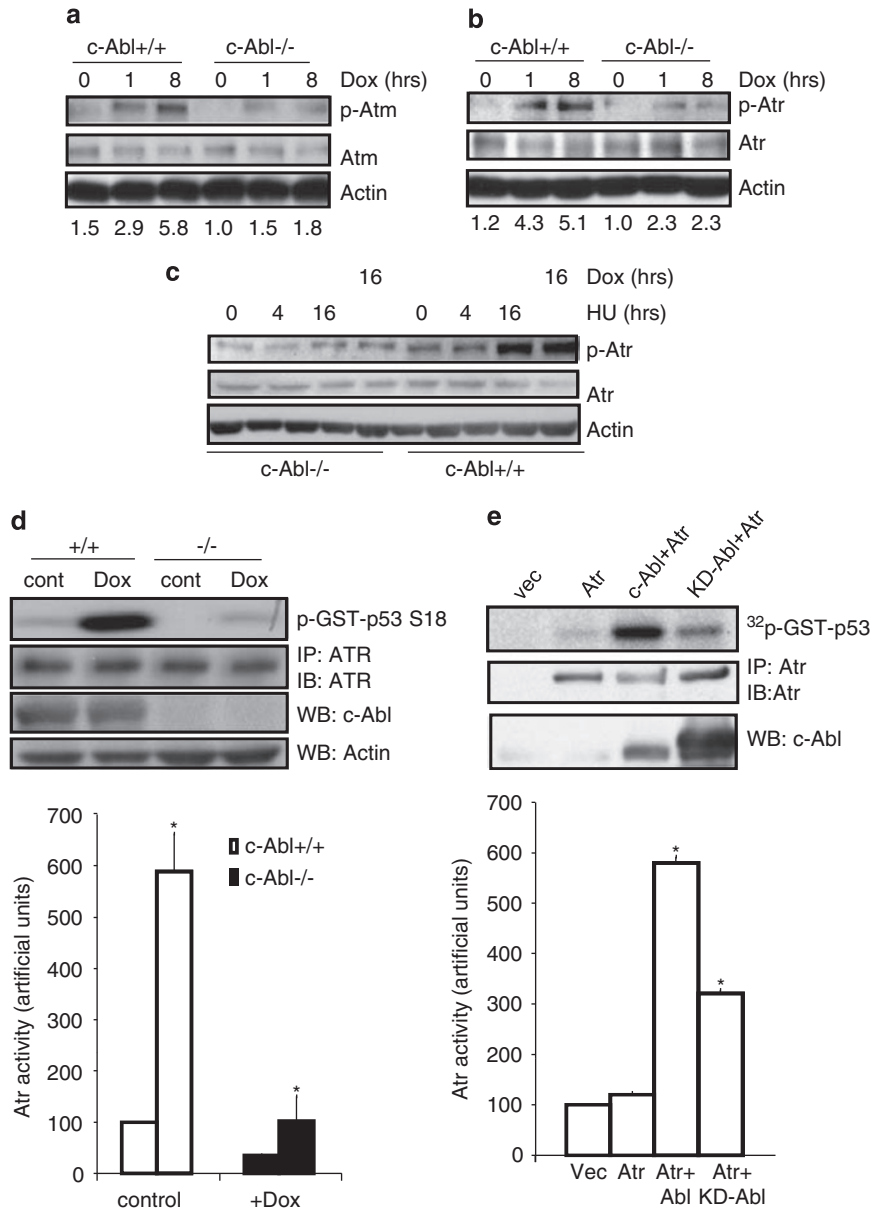 a
c-Abl+/+ c-Abl-/-
0 1 8 0 1 8 Dox (hrs)
p-Atm
Atm
Actin
1.5 2.9 5.8 1.0 1.5 1.8
b
c-Abl+/+ c-Abl-/-
0 1 8 0 1 8 Dox (hrs)
p-Atr
Atr
Actin
1.2 4.3 5.1 1.0 2.3 2.3
c
16 16 Dox (hrs)
0 4 16 0 4 16 HU (hrs)
p-Atr
Atr
Actin
c-Abl-/- c-Abl+/+
d
+/+ -/-
cont Dox cont Dox
p-GST-p53 S18
IP: ATR
IB: ATR
WB: c-Abl
WB: Actin
700
600
500
400
300
200
100
0
Atr activity (artificial units)
* *
c-Abl+/+
c-Abl-/-
control +Dox
e
vec Atr c-Abl+Atr KD-Abl+Atr
32p-GST-p53
IP: Atr
IB:Atr
WB: c-Abl
700
600
500
400
300
200
100
0
Atr activity (artificial units)
* *
Vec Atr Atr+ Atr+
Abl KD-Abl